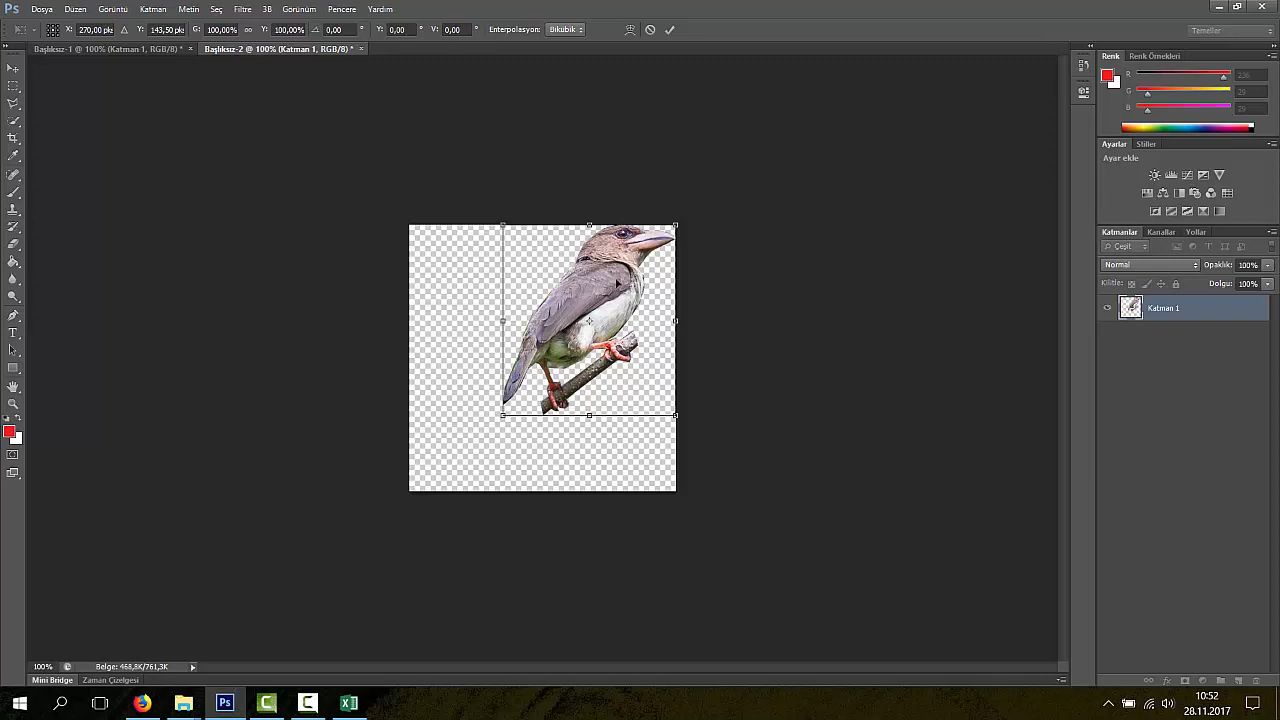 Ps Dosya Düzen Görüntü Katman Metin Seç Filtre 3B Görünüm Pencere Yardım
X: 270,00 pks Y: 143,50 pks G: 100,00% Y: 100,00% 0,00 Y: 0,00 V: 0,00 Enterpolasyon: Bikübik Temeller
Başlıksız-1 @ 100% (Katman 1, RGB/8) * × Başlıksız-2 @ 100% (Katman 1, RGB/8) * ×
Renk Renk Örnekleri
R 236
G 29
B 29
Ayarlar Stiller
Ayar ekle
Katmanlar Kanallar Yollar
Çeşit
Normal Opaklık: 100%
Kilitle: Dolgu: 100%
Katman 1
100% Belge: 468,8K/761,3K
Mini Bridge Zaman Çizelgesi
Ps
10:52
28.11.2017